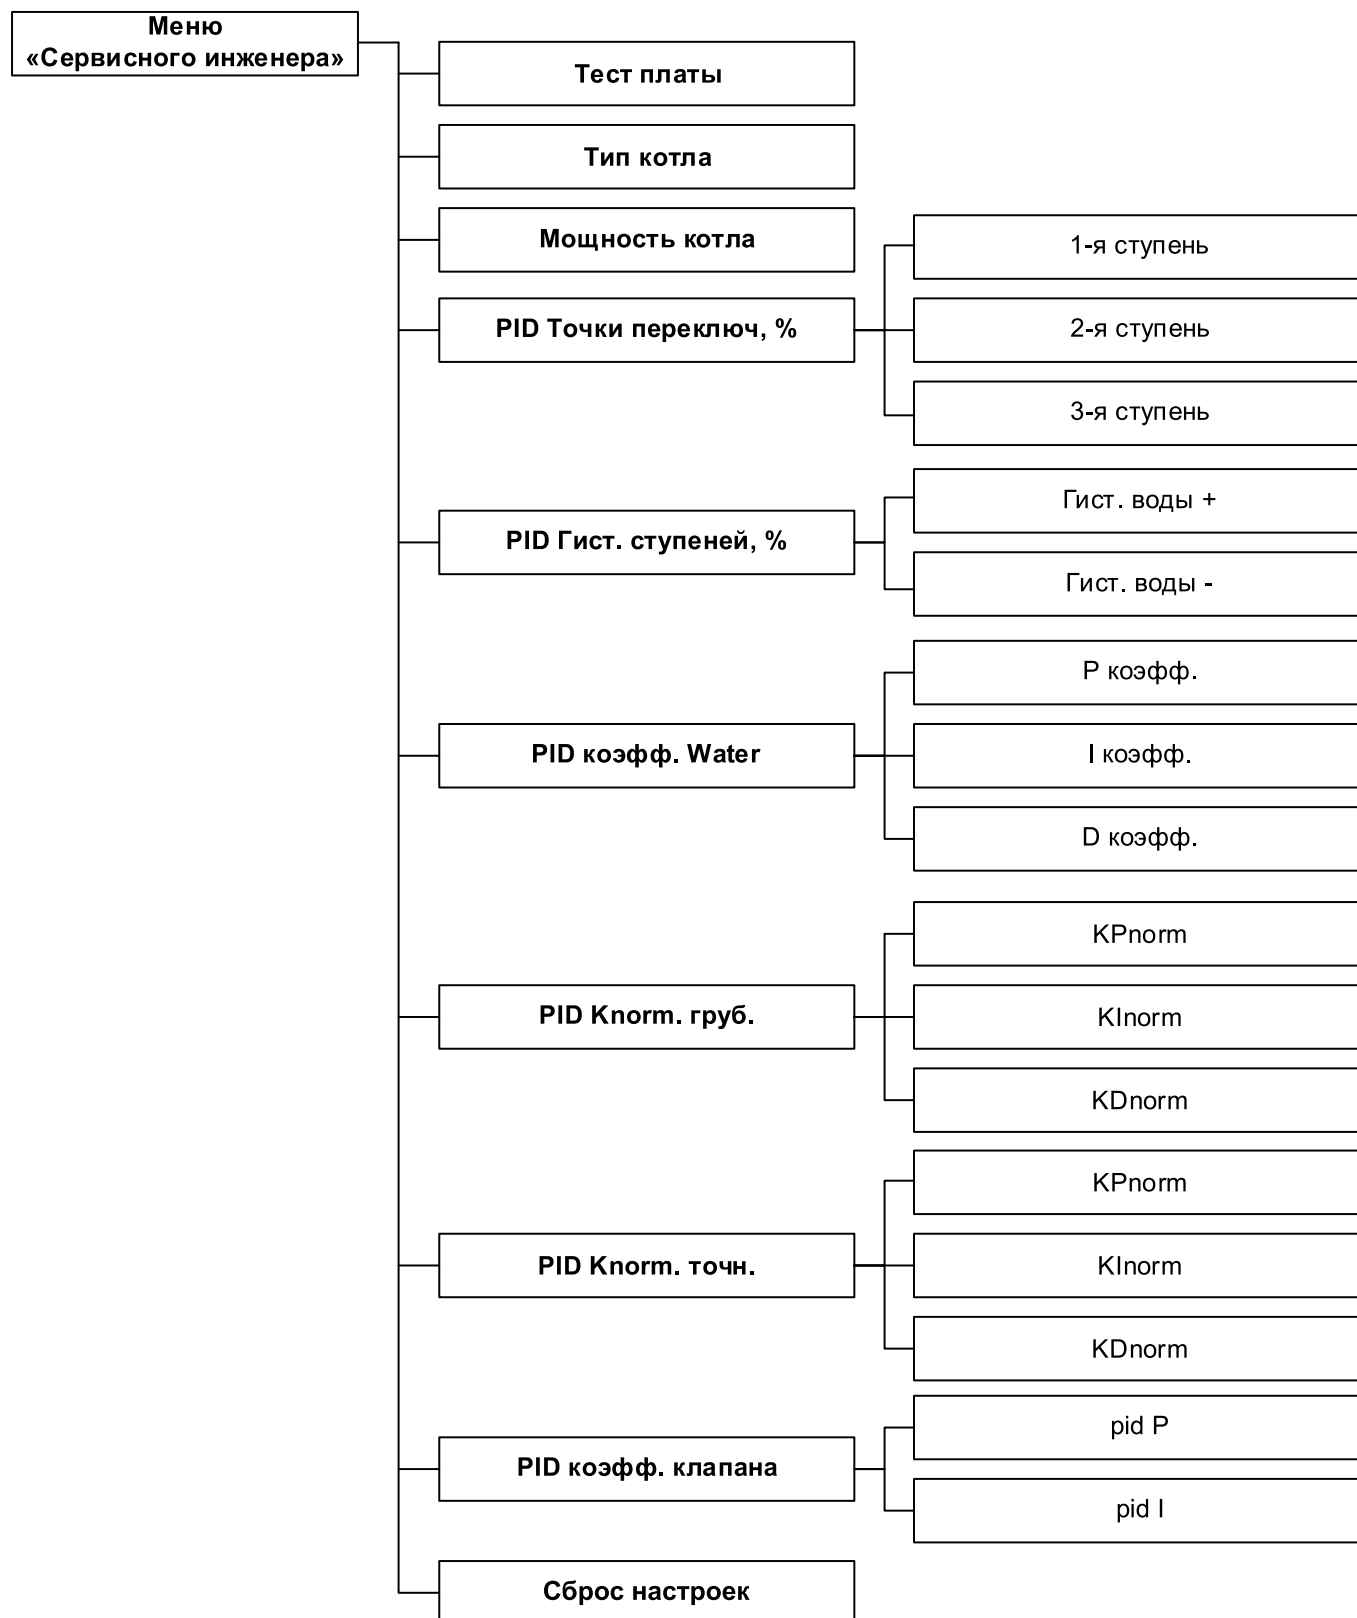 Меню
«Сервисного инженера»
Тест платы
Тип котла
Мощность котла
PID Точки переключ, %
1-я ступень
2-я ступень
3-я ступень
PID Гист. ступеней, %
Гист. воды +
Гист. воды -
PID коэфф. Water
P коэфф.
I коэфф.
D коэфф.
PID Knorm. груб.
KPnorm
KInorm
KDnorm
PID Knorm. точн.
KPnorm
KInorm
KDnorm
PID коэфф. клапана
pid P
pid I
Сброс настроек